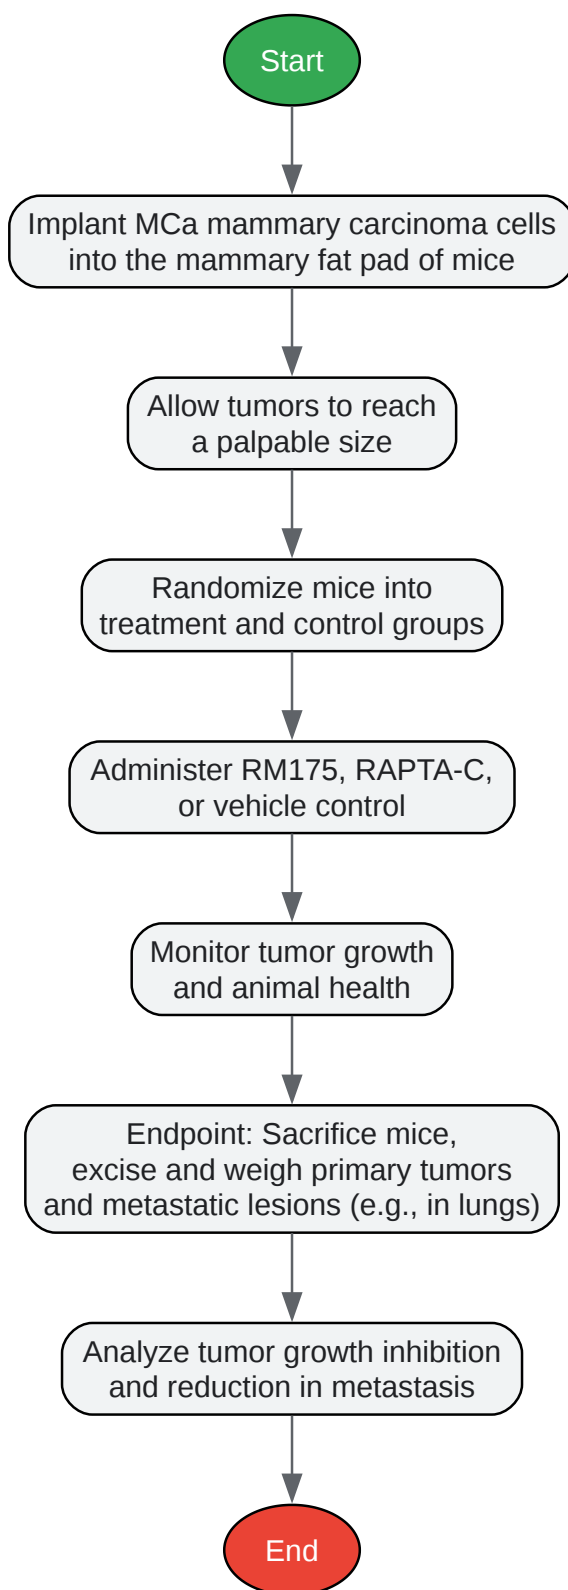 Start
Implant MCa mammary carcinoma cells
into the mammary fat pad of mice
Allow tumors to reach
a palpable size
Randomize mice into
treatment and control groups
Administer RM175, RAPTA-C,
or vehicle control
Monitor tumor growth
and animal health
Endpoint: Sacrifice mice,
excise and weigh primary tumors
and metastatic lesions (e.g., in lungs)
Analyze tumor growth inhibition
and reduction in metastasis
End